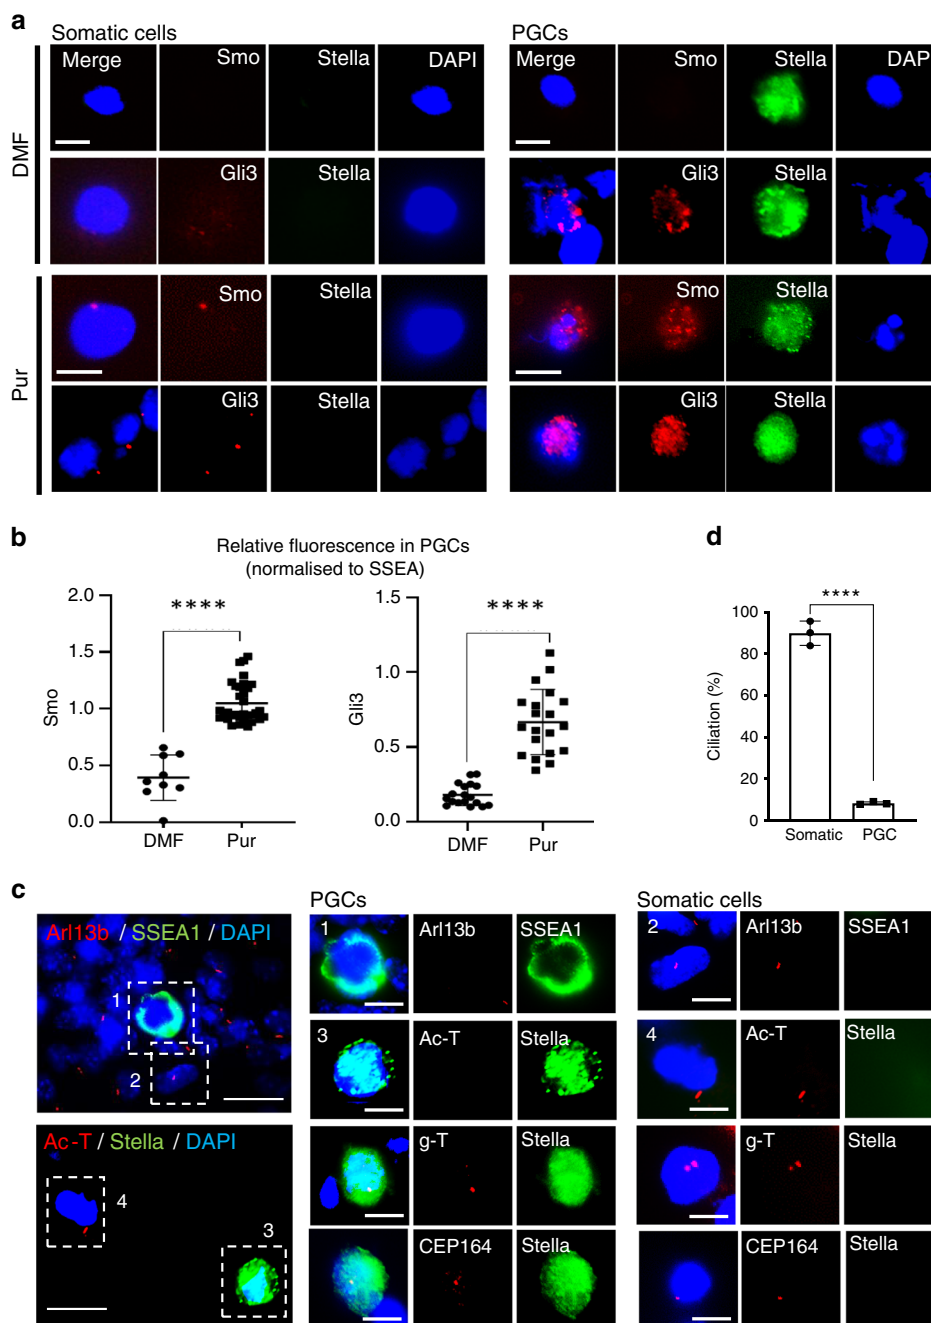 a
Somatic cells
PGCs
Merge Smo Stella DAPI
Merge Smo Stella DAP
DMF
Gli3 Stella
Gli3 Stella
Pur
Smo Stella
Smo Stella
Gli3 Stella
Gli3 Stella
b
Relative fluorescence in PGCs
(normalised to SSEA)
Smo
2.0
1.5
1.0
0.5
0.0
****
DMF Pur
Gli3
1.5
1.0
0.5
0.0
****
DMF Pur
d
Ciliation (%)
100
80
60
40
20
0
****
Somatic PGC
c
Arl13b / SSEA1 / DAPI
1
2
Ac-T / Stella / DAPI
4
3
PGCs
1 Arl13b SSEA1
3 Ac-T Stella
g-T Stella
CEP164 Stella
Somatic cells
2 Arl13b SSEA1
4 Ac-T Stella
g-T Stella
CEP164 Stella